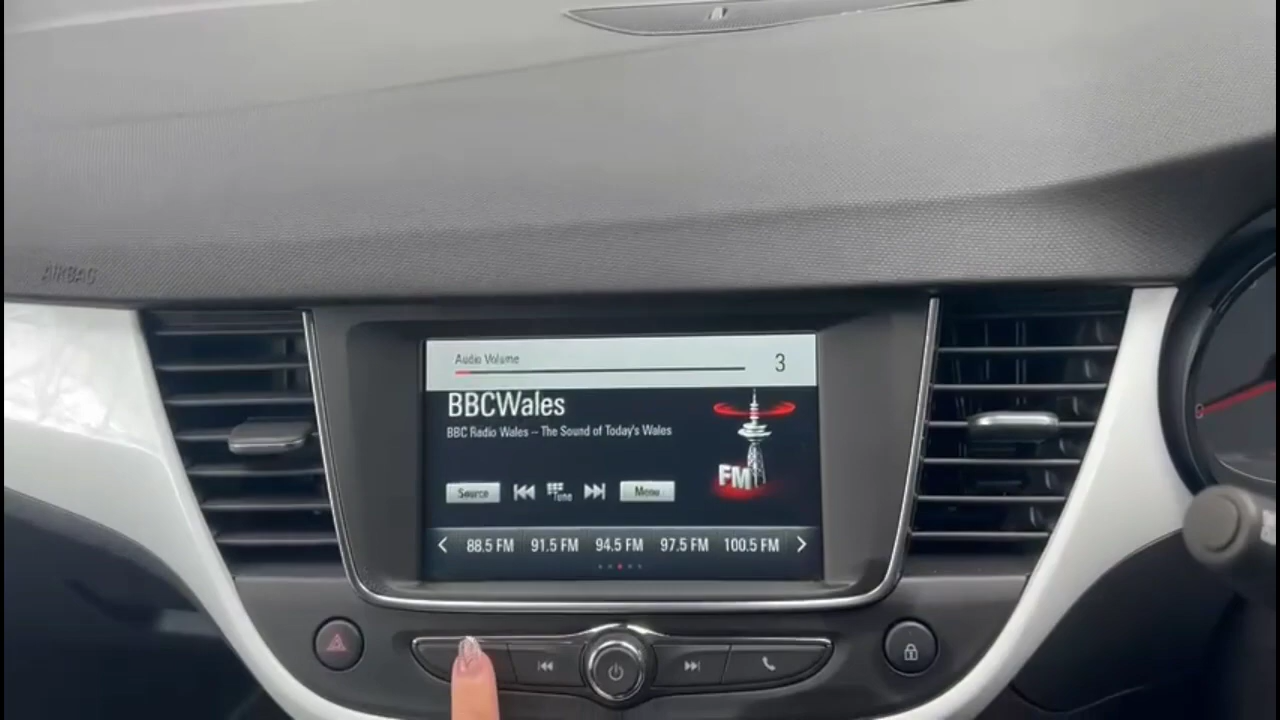 AIRBAG
Audio Volume 3
BBCWales
BBC Radio Wales – The Sound of Today's Wales
FM
Source Tune Menu
88.5 FM 91.5 FM 94.5 FM 97.5 FM 100.5 FM